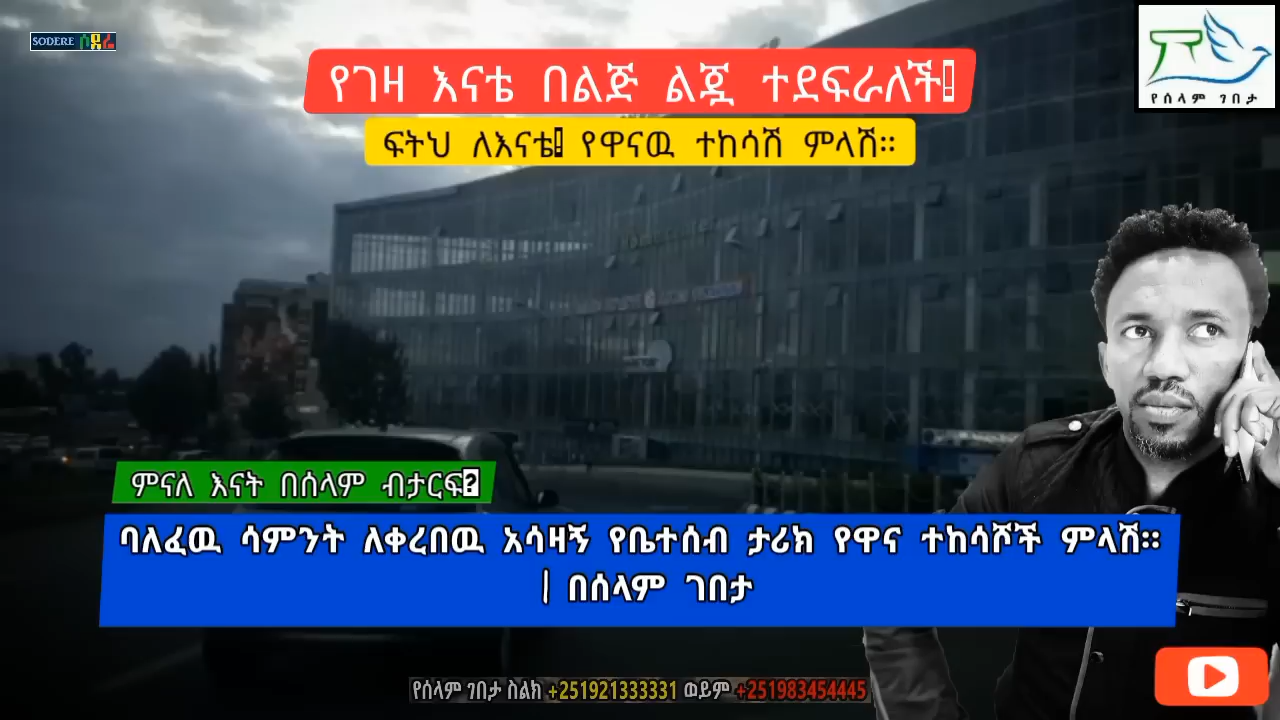 SODERE ሶደሬ
የገዛ እናቴ በልጅ ልጇ ተደፍራለች
የሰላም ገበታ
ፍትህ ለእናቴ የዋናዉ ተከሳሽ ምላሽ።
ምናለ እናት በሰላም ብታርፍ?
ባለፈዉ ሳምንት ለቀረበዉ አሳዛኝ የቤተሰብ ታሪክ የዋና ተከሳሾች ምላሽ።
| በሰላም ገበታ
የሰላም ገበታ ስልክ +251921333331 ወይም +251983454445